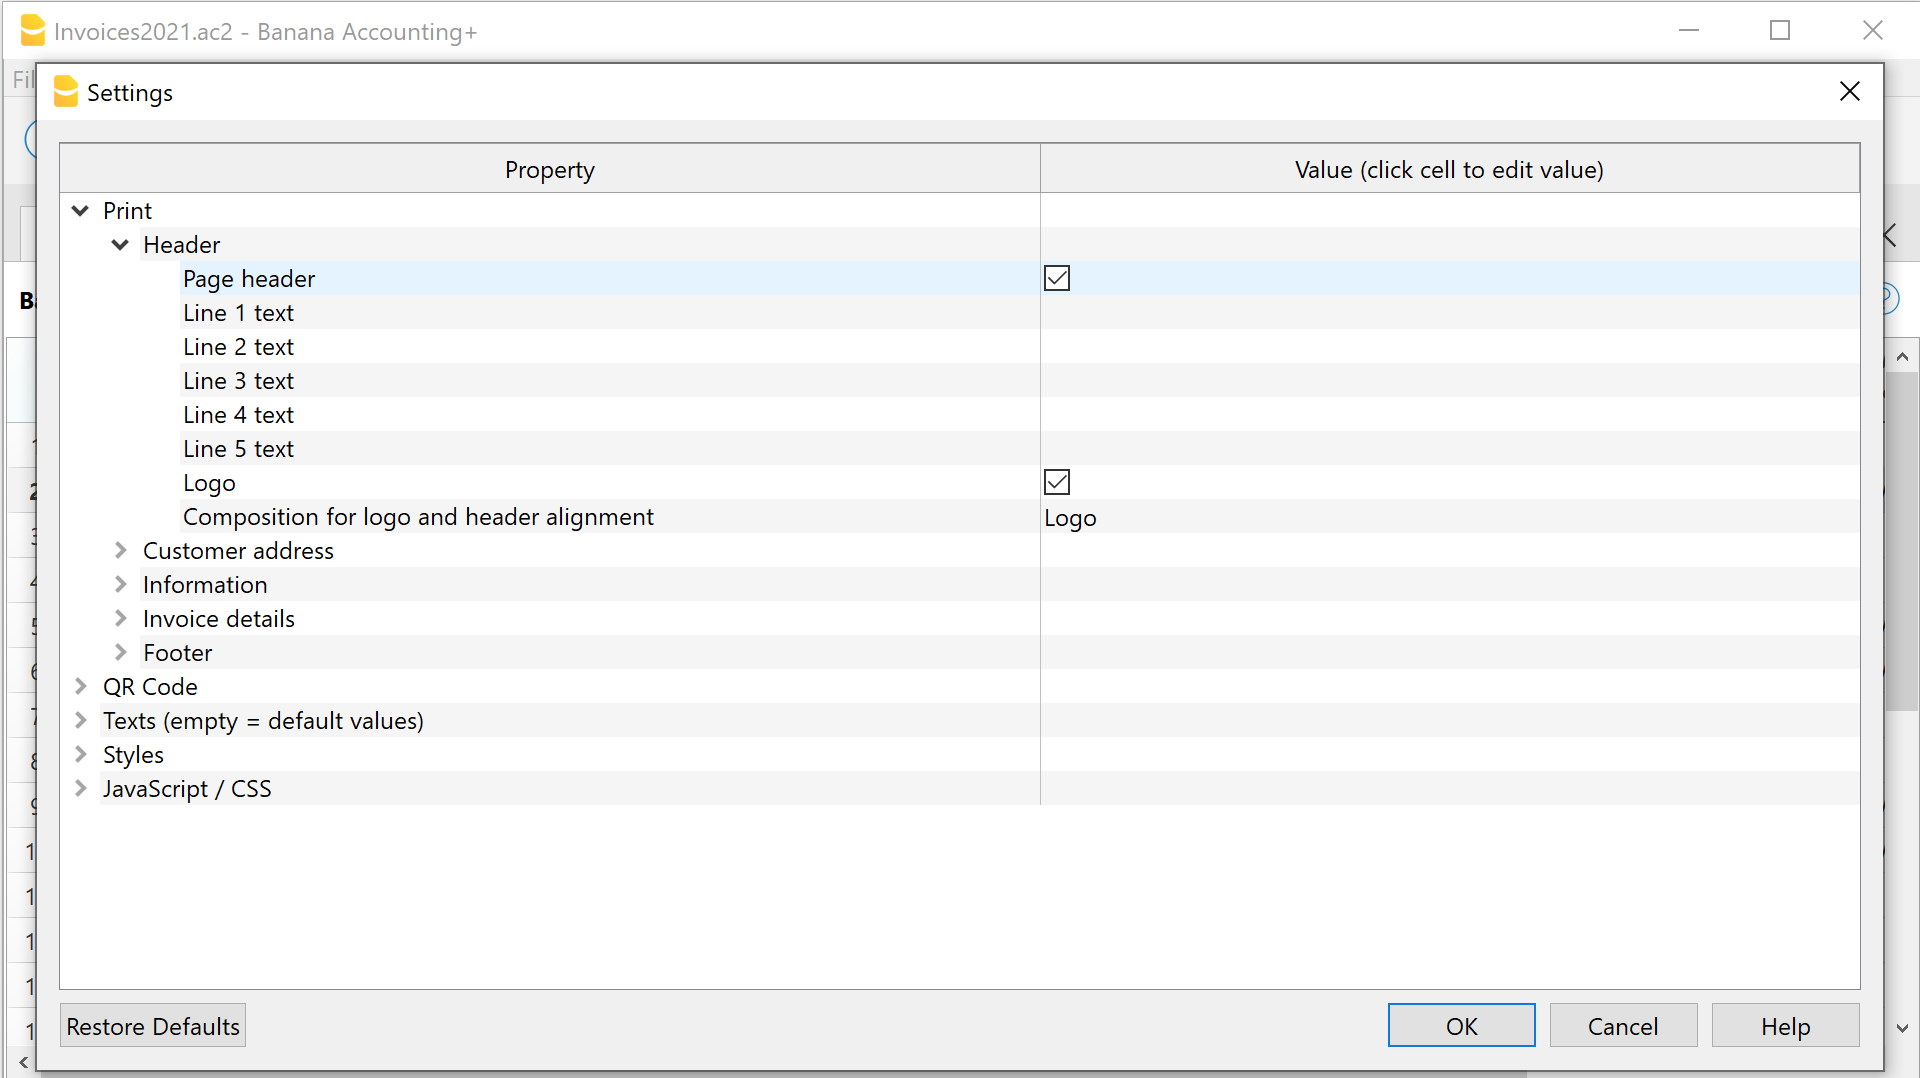 Invoices2021.ac2 - Banana Accounting+
Fil
Settings
Property
Value (click cell to edit value)
Print
Header
Page header
Line 1 text
Line 2 text
Line 3 text
Line 4 text
Line 5 text
Logo
Composition for logo and header alignment
Logo
Customer address
Information
Invoice details
Footer
QR Code
Texts (empty = default values)
Styles
JavaScript / CSS
Restore Defaults
OK
Cancel
Help